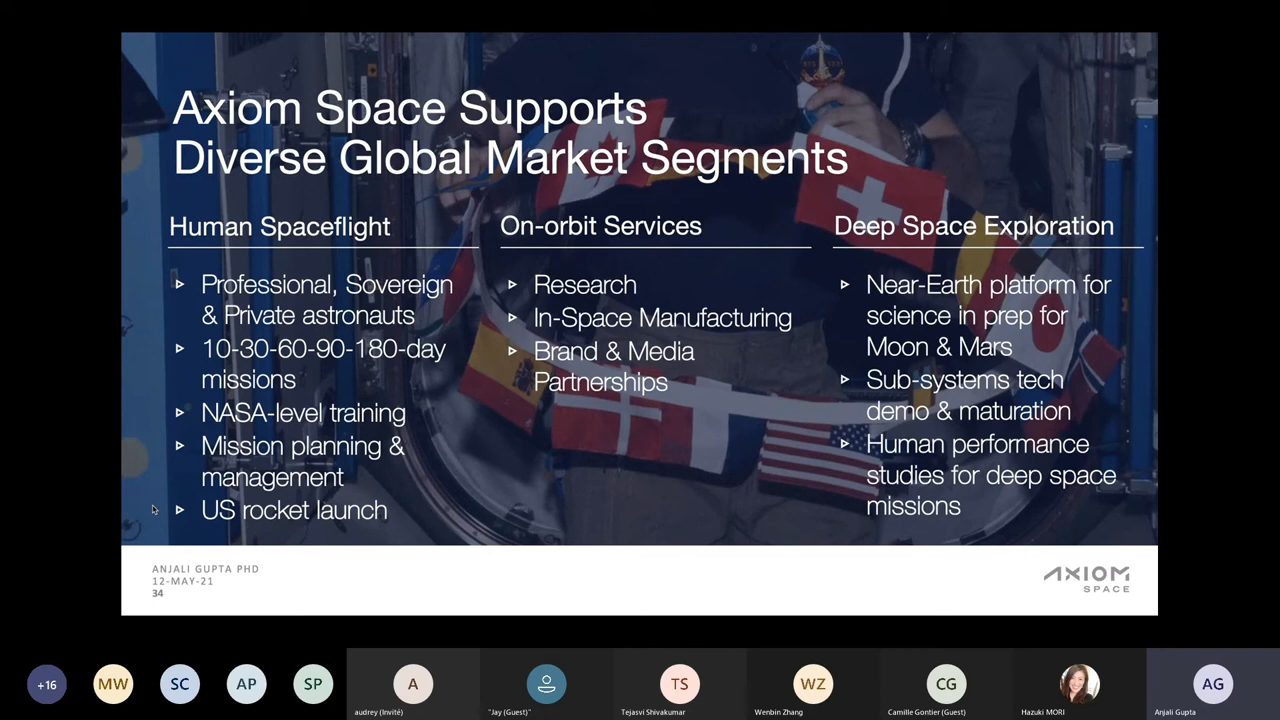 Axiom Space Supports
Diverse Global Market Segments
Human Spaceflight
Professional, Sovereign
& Private astronauts
10-30-60-90-180-day
missions
NASA-level training
Mission planning &
management
US rocket launch
On-orbit Services
Research
In-Space Manufacturing
Brand & Media
Partnerships
Deep Space Exploration
Near-Earth platform for
science in prep for
Moon & Mars
Sub-systems tech
demo & maturation
Human performance
studies for deep space
missions
ANJALI GUPTA PHD
12-MAY-21
34
AXIOM
SPACE
+16
MW
SC
AP
SP
A
audrey (Invité)
"Jay (Guest)"
TS
Tejasvi Shivakumar
WZ
Wenbin Zhang
CG
Camille Gontier (Guest)
Hazuki MORI
AG
Anjali Gupta